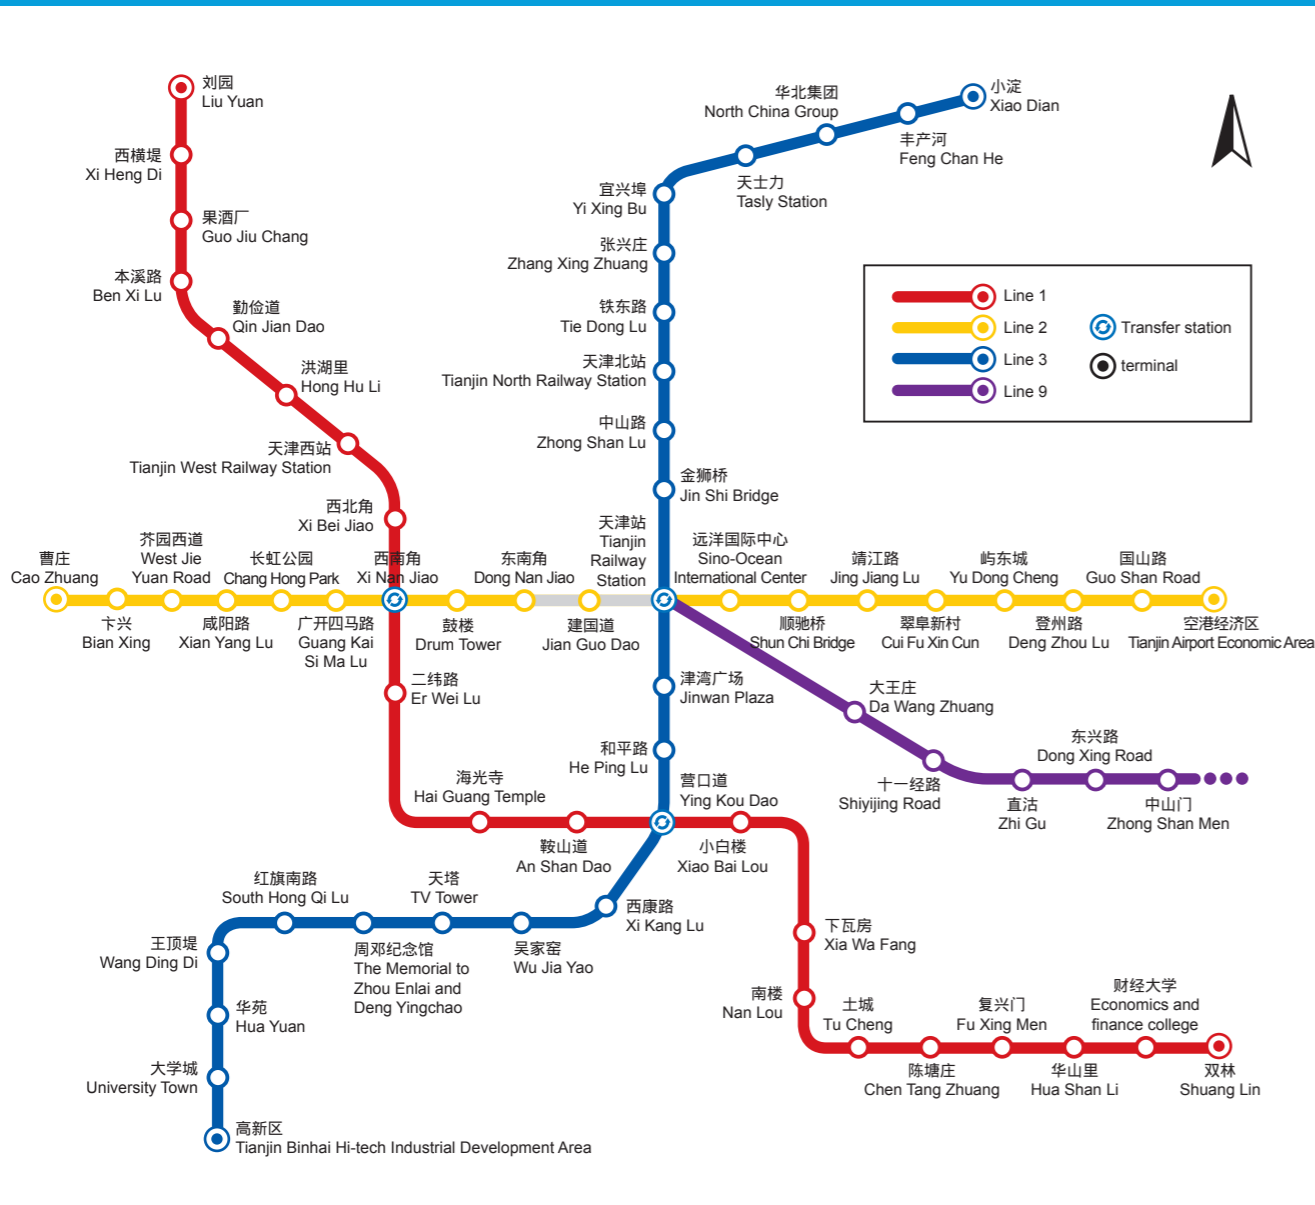 刘园
Liu Yuan
西横堤
Xi Heng Di
果酒厂
Guo Jiu Chang
本溪路
Ben Xi Lu
勤俭道
Qin Jian Dao
洪湖里
Hong Hu Li
天津西站
Tianjin West Railway Station
西北角
Xi Bei Jiao
华北集团
North China Group
小淀
Xiao Dian
丰产河
Feng Chan He
天士力
Tasly Station
宜兴埠
Yi Xing Bu
张兴庄
Zhang Xing Zhuang
铁东路
Tie Dong Lu
天津北站
Tianjin North Railway Station
中山路
Zhong Shan Lu
金狮桥
Jin Shi Bridge
Line 1
Line 2
Line 3
Line 9
Transfer station
terminal
曹庄
Cao Zhuang
芥园西道
West Jie
Yuan Road
长虹公园
Chang Hong Park
西南角
Xi Nan Jiao
东南角
Dong Nan Jiao
天津站
Tianjin
Railway
Station
远洋国际中心
Sino-Ocean
International Center
靖江路
Jing Jiang Lu
屿东城
Yu Dong Cheng
国山路
Guo Shan Road
卞兴
Bian Xing
咸阳路
Xian Yang Lu
广开四马路
Guang Kai
Si Ma Lu
鼓楼
Drum Tower
建国道
Jian Guo Dao
顺驰桥
Shun Chi Bridge
翠阜新村
Cui Fu Xin Cun
登州路
Deng Zhou Lu
空港经济区
Tianjin Airport Economic Area
二纬路
Er Wei Lu
津湾广场
Jinwan Plaza
大王庄
Da Wang Zhuang
和平路
He Ping Lu
东兴路
Dong Xing Road
海光寺
Hai Guang Temple
营口道
Ying Kou Dao
十一经路
Shiyijing Road
直沽
Zhi Gu
中山门
Zhong Shan Men
鞍山道
An Shan Dao
小白楼
Xiao Bai Lou
红旗南路
South Hong Qi Lu
天塔
TV Tower
西康路
Xi Kang Lu
王顶堤
Wang Ding Di
周邓纪念馆
The Memorial to
Zhou Enlai and
Deng Yingchao
吴家窑
Wu Jia Yao
下瓦房
Xia Wa Fang
华苑
Hua Yuan
南楼
Nan Lou
土城
Tu Cheng
复兴门
Fu Xing Men
财经大学
Economics and
finance college
大学城
University Town
陈塘庄
Chen Tang Zhuang
华山里
Hua Shan Li
双林
Shuang Lin
高新区
Tianjin Binhai Hi-tech Industrial Development Area